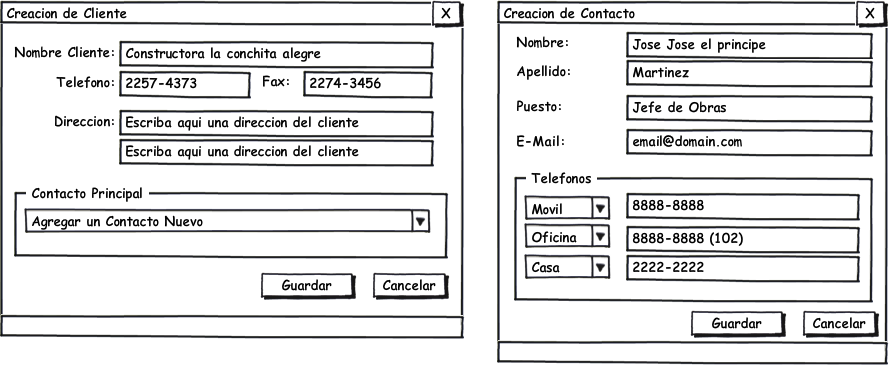 Creacion de Cliente X
Nombre Cliente: Constructora la conchita alegre
Telefono: 2257-4373 Fax: 2274-3456
Direccion: Escriba aqui una direccion del cliente
Escriba aqui una direccion del cliente
Contacto Principal
Agregar un Contacto Nuevo
Guardar Cancelar
Creacion de Contacto X
Nombre: Jose Jose el principe
Apellido: Martinez
Puesto: Jefe de Obras
E-Mail: email@domain.com
Telefonos
Movil 8888-8888
Oficina 8888-8888 (102)
Casa 2222-2222
Guardar Cancelar